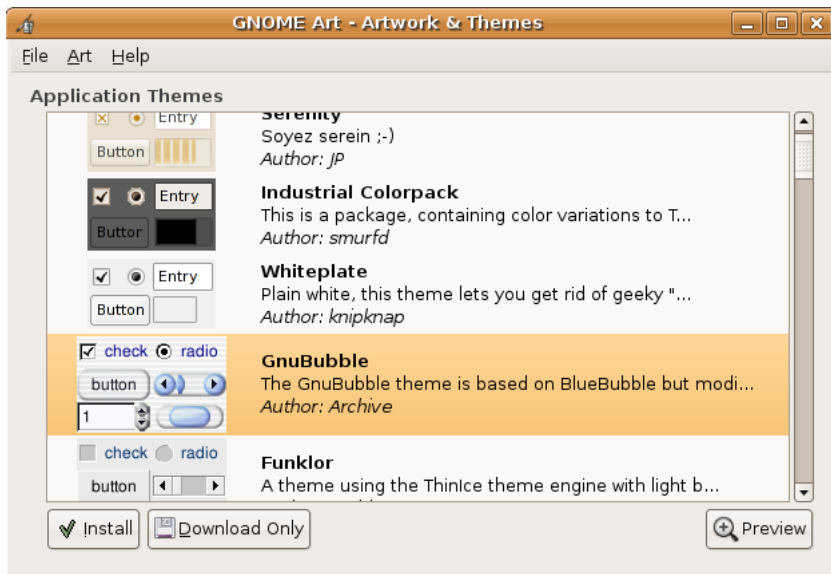 GNOME Art - Artwork & Themes
File Art Help
Application Themes
Entry
Button
Serenity
Soyez serein ;-)
Author: JP
Entry
Button
Industrial Colorpack
This is a package, containing color variations to T...
Author: smurfd
Entry
Button
Whiteplate
Plain white, this theme lets you get rid of geeky "...
Author: knipknap
check radio
button
1
GnuBubble
The GnuBubble theme is based on BlueBubble but modi...
Author: Archive
check radio
button
Funklor
A theme using the ThinIce theme engine with light b...
Install
Download Only
Preview